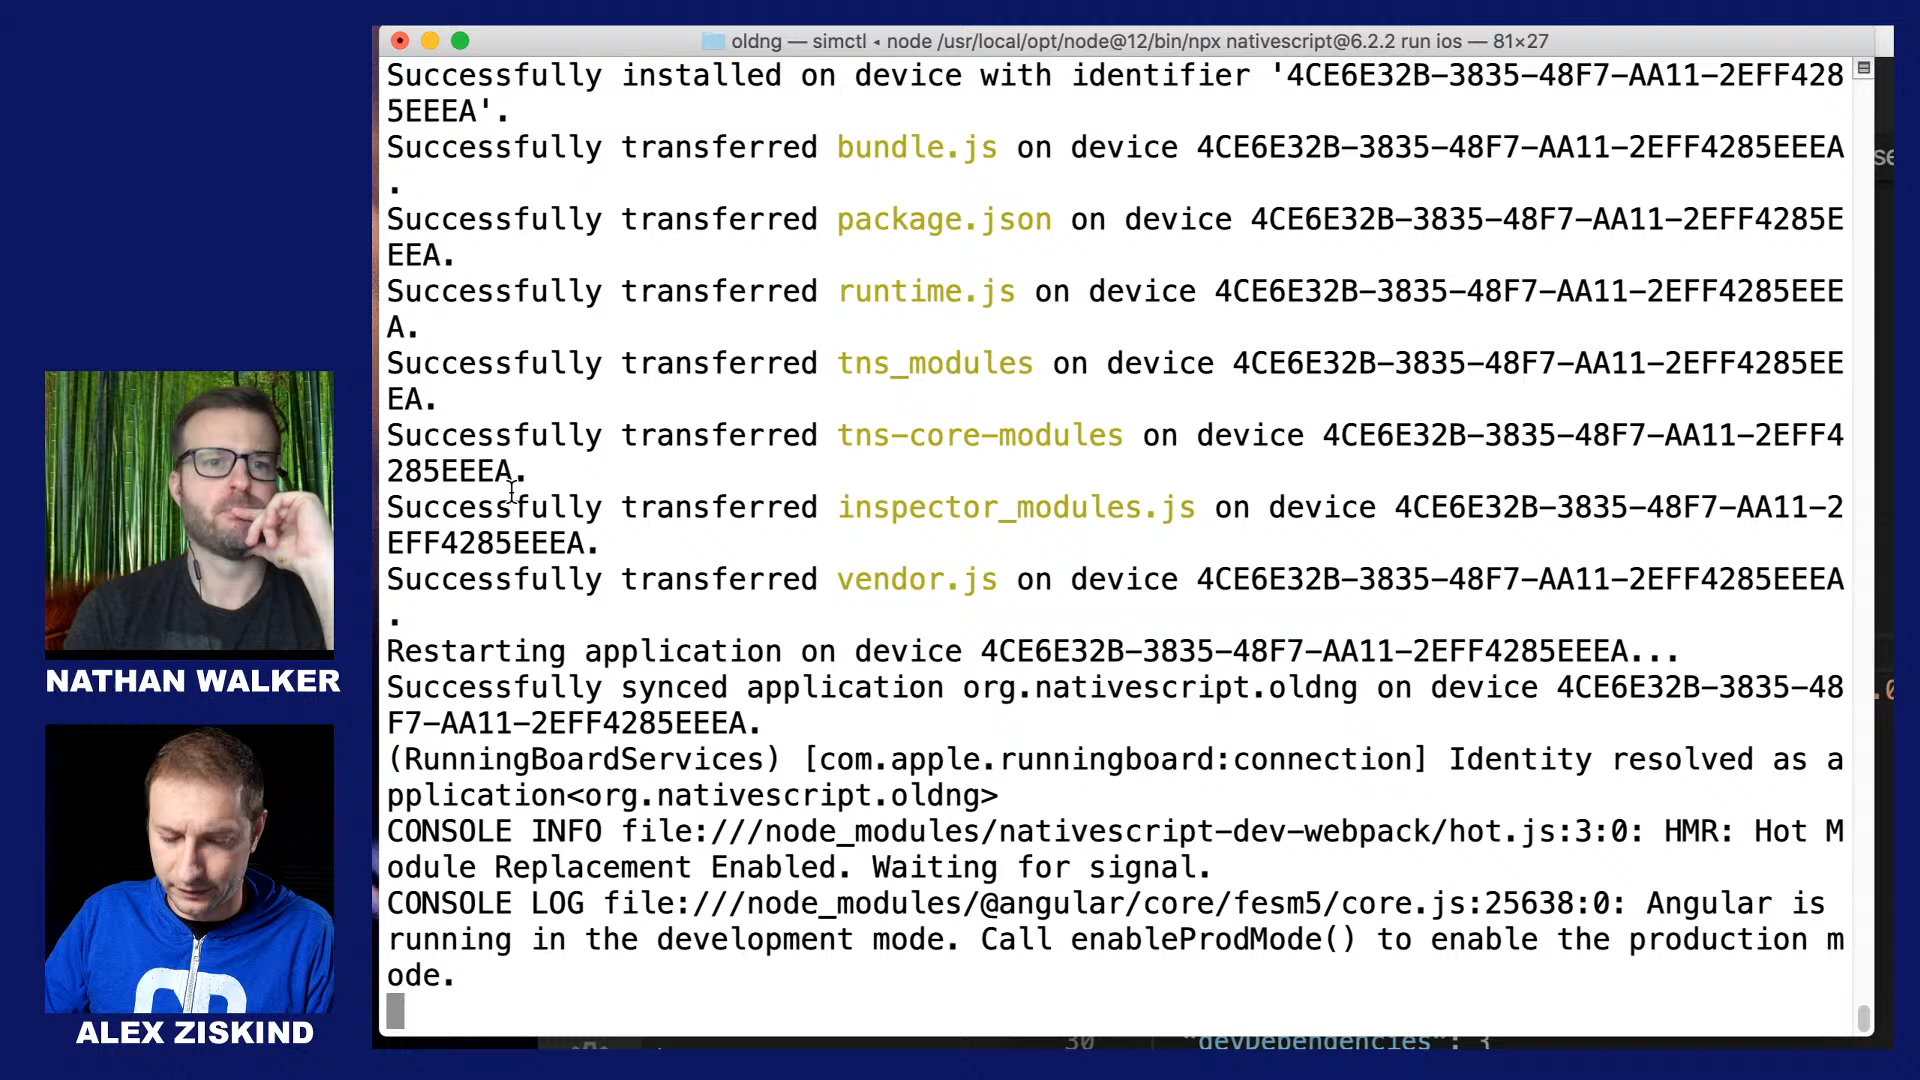 oldng — simctl ◂ node /usr/local/opt/node@12/bin/npx nativescript@6.2.2 run ios — 81×27
Successfully installed on device with identifier '4CE6E32B-3835-48F7-AA11-2EFF428
5EEEA'.
Successfully transferred bundle.js on device 4CE6E32B-3835-48F7-AA11-2EFF4285EEEA
.
Successfully transferred package.json on device 4CE6E32B-3835-48F7-AA11-2EFF4285E
EEA.
Successfully transferred runtime.js on device 4CE6E32B-3835-48F7-AA11-2EFF4285EEE
A.
Successfully transferred tns_modules on device 4CE6E32B-3835-48F7-AA11-2EFF4285EE
EA.
Successfully transferred tns-core-modules on device 4CE6E32B-3835-48F7-AA11-2EFF4
285EEEA.
Successfully transferred inspector_modules.js on device 4CE6E32B-3835-48F7-AA11-2
EFF4285EEEA.
Successfully transferred vendor.js on device 4CE6E32B-3835-48F7-AA11-2EFF4285EEEA
.
Restarting application on device 4CE6E32B-3835-48F7-AA11-2EFF4285EEEA...
Successfully synced application org.nativescript.oldng on device 4CE6E32B-3835-48
F7-AA11-2EFF4285EEEA.
(RunningBoardServices) [com.apple.runningboard:connection] Identity resolved as a
pplication<org.nativescript.oldng>
CONSOLE INFO file:///node_modules/nativescript-dev-webpack/hot.js:3:0: HMR: Hot M
odule Replacement Enabled. Waiting for signal.
CONSOLE LOG file:///node_modules/@angular/core/fesm5/core.js:25638:0: Angular is
running in the development mode. Call enableProdMode() to enable the production m
ode.
30 "devDependencies": {
NATHAN WALKER
ALEX ZISKIND